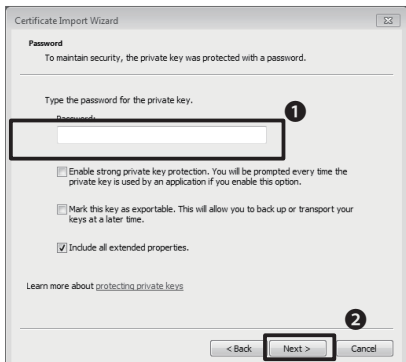 Certificate Import Wizard
Password
To maintain security, the private key was protected with a password.
Type the password for the private key.
❶
Password:
Enable strong private key protection. You will be prompted every time the
private key is used by an application if you enable this option.
Mark this key as exportable. This will allow you to back up or transport your
keys at a later time.
Include all extended properties.
Learn more about protecting private keys
❷
< Back Next > Cancel